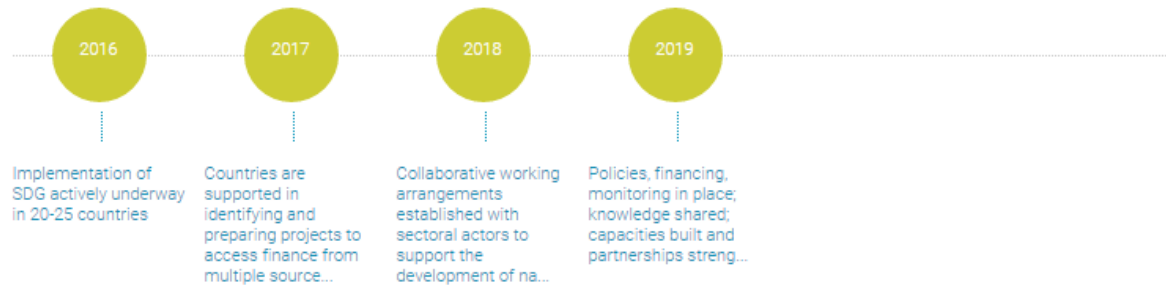 2016
2017
2018
2019
Implementation of
SDG actively underway
in 20-25 countries
Countries are
supported in
identifying and
preparing projects to
access finance from
multiple source...
Collaborative working
arrangements
established with
sectoral actors to
support the
development of na...
Policies, financing,
monitoring in place;
knowledge shared;
capacities built and
partnerships streng...